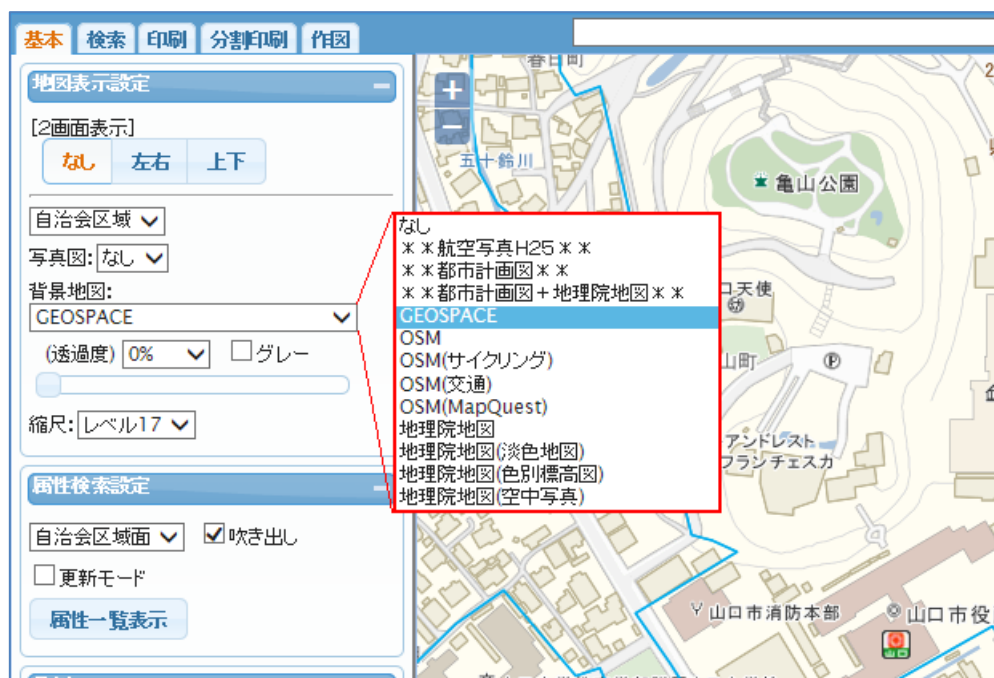 基本 検索 印刷 分割印刷 作図
地図表示設定
[2画面表示]
なし 左右 上下
自治会区域
写真図: なし
背景地図:
GEOSPACE
(透過度) 0% グレー
縮尺: レベル17
属性検索設定
自治会区域面 吹き出し
更新モード
属性一覧表示
なし
**航空写真H25**
**都市計画図**
**都市計画図+地理院地図**
GEOSPACE
OSM
OSM(サイクリング)
OSM(交通)
OSM(MapQuest)
地理院地図
地理院地図(淡色地図)
地理院地図(色別標高図)
地理院地図(空中写真)
春日町
五十鈴川
亀山公園
天使
幼
山町
P
アンドレスト
フランチェスカ
山口市消防本部
山口市役
山口